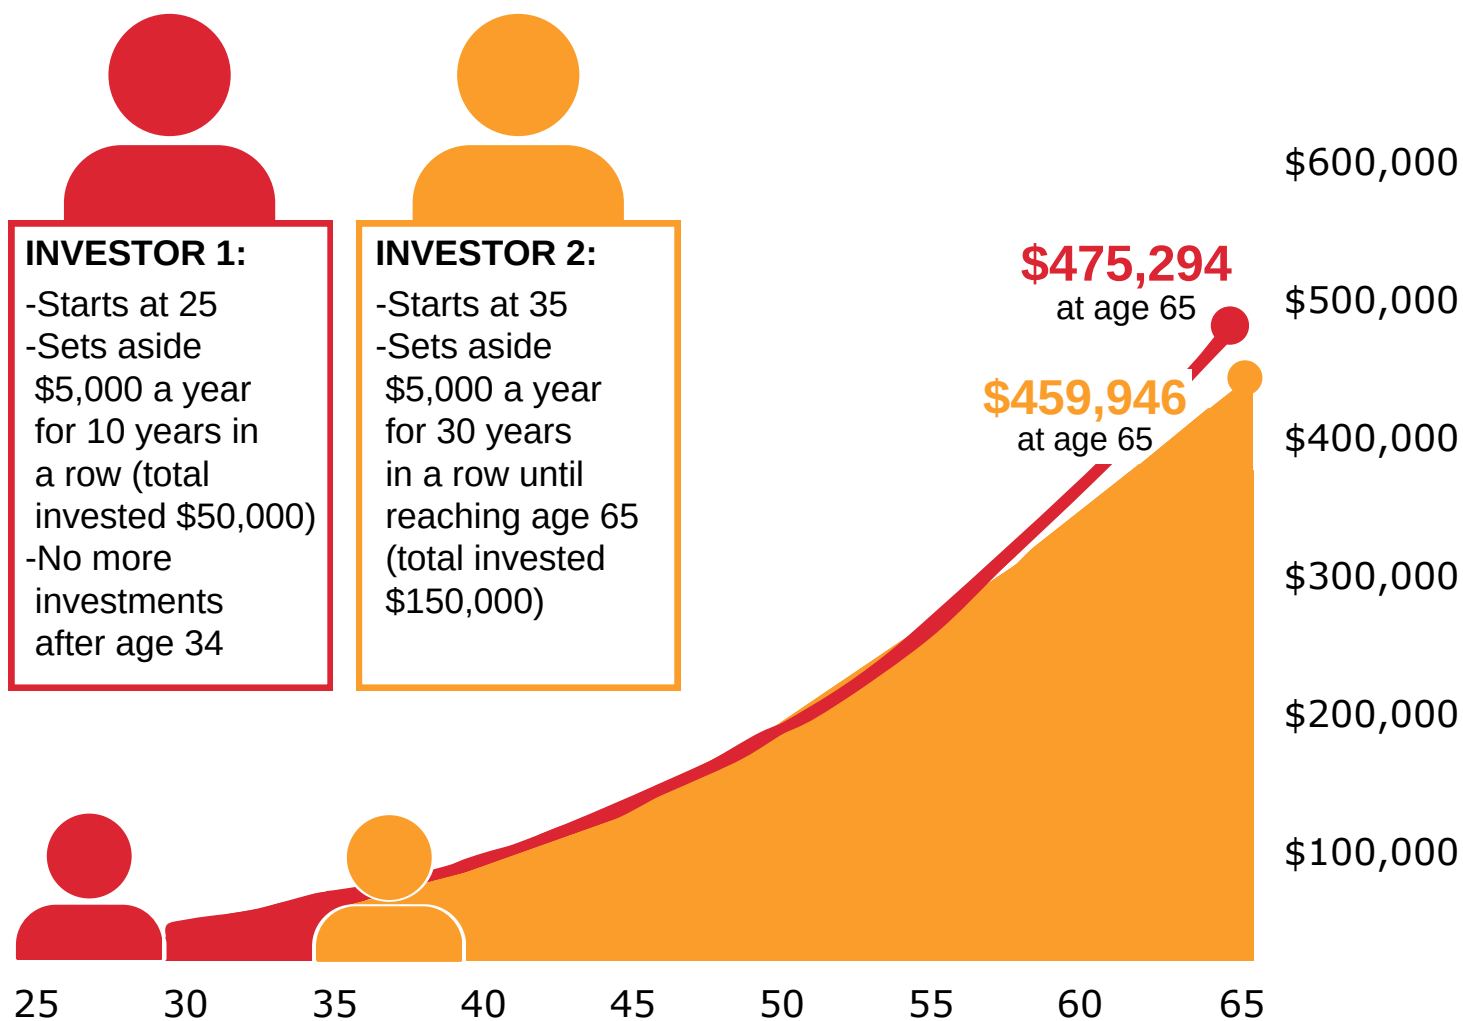 INVESTOR 1:
-Starts at 25
-Sets aside
$5,000 a year
for 10 years in
a row (total
invested $50,000)
-No more
investments
after age 34
INVESTOR 2:
-Starts at 35
-Sets aside
$5,000 a year
for 30 years
in a row until
reaching age 65
(total invested
$150,000)
$475,294
at age 65
$459,946
at age 65
$600,000
$500,000
$400,000
$300,000
$200,000
$100,000
25 30 35 40 45 50 55 60 65